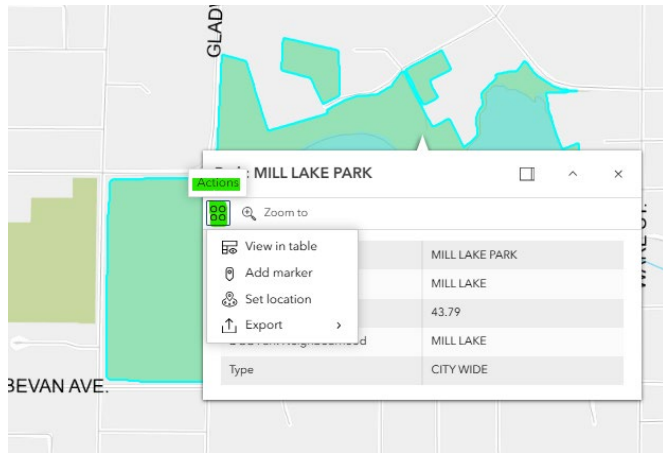 GLADW
: MILL LAKE PARK
Actions
Zoom to
View in table
Add marker
Set location
Export
MILL LAKE PARK
MILL LAKE
43.79
MILL LAKE
Type
CITY WIDE
BEVAN AVE.